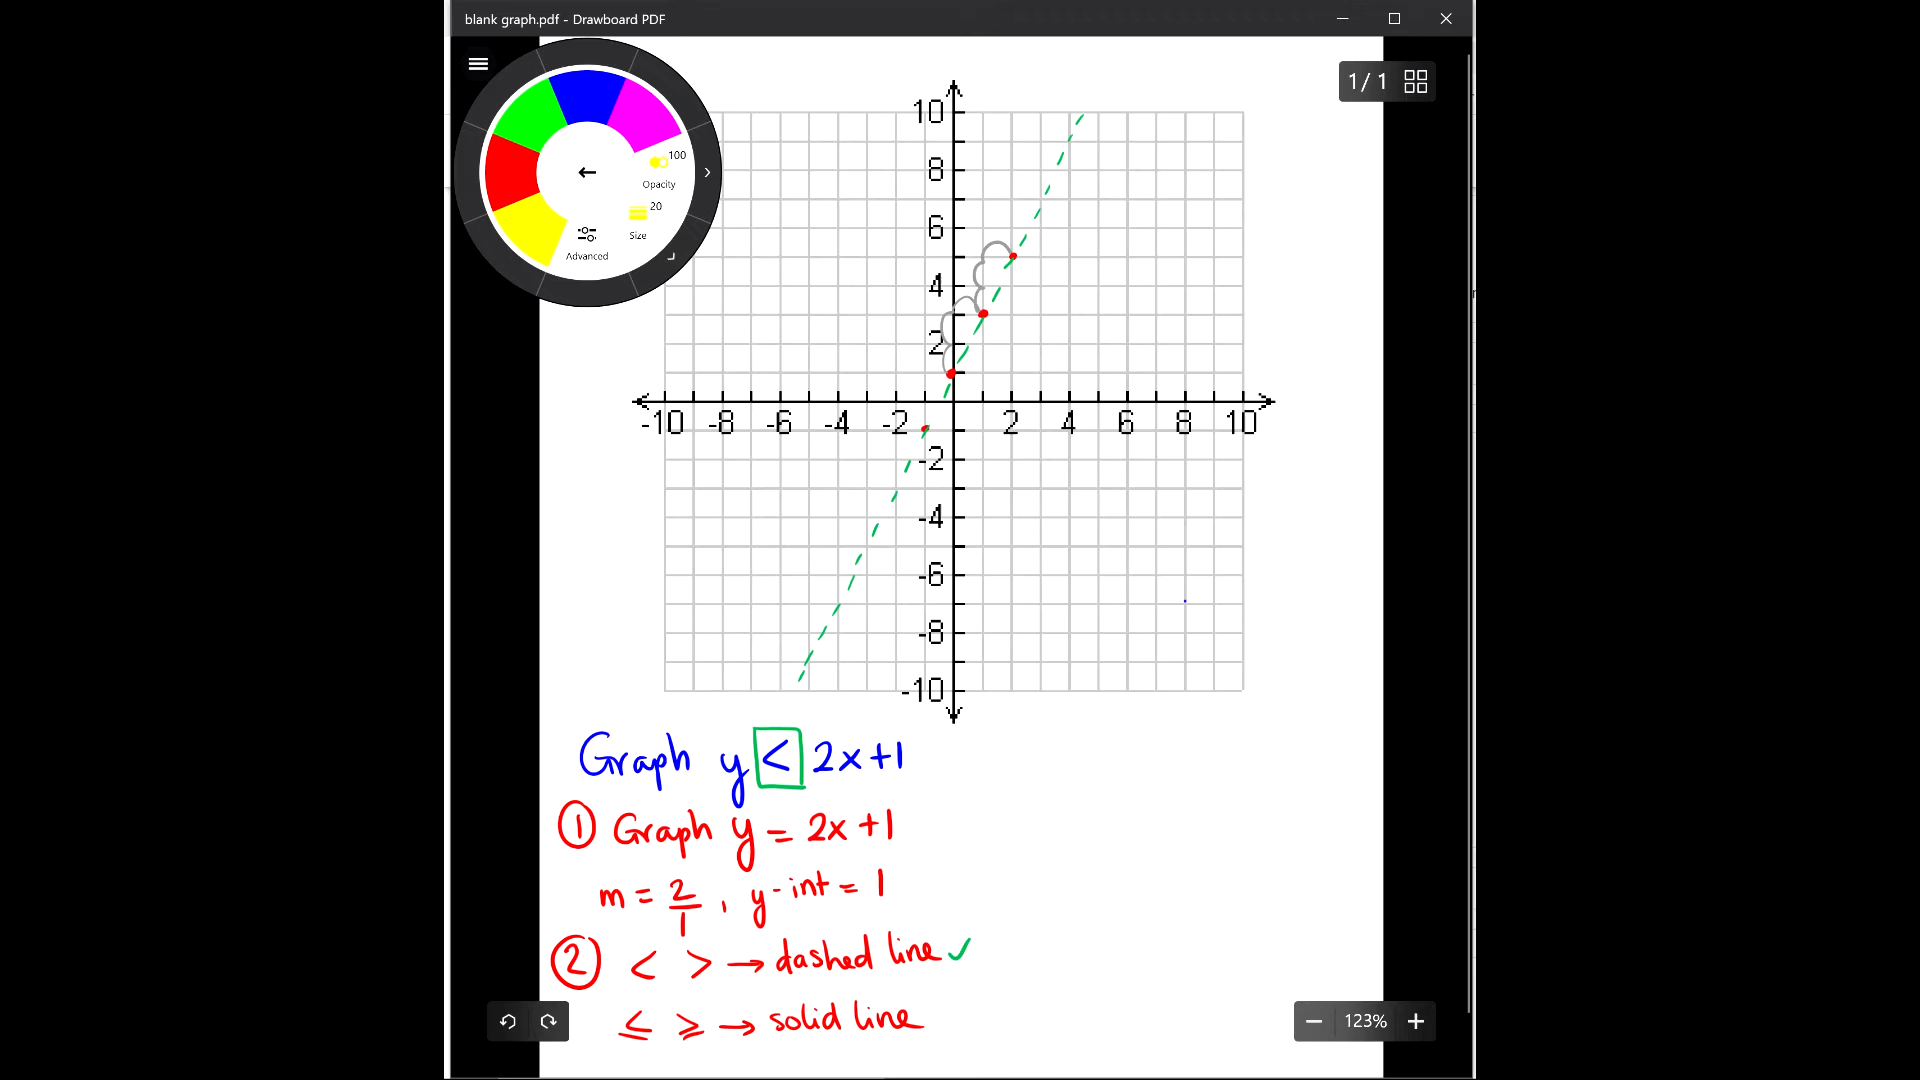 blank graph.pdf - Drawboard PDF
1 / 1
100
Opacity
20
Size
Advanced
10
8
6
4
2
-10 -8 -6 -4 -2 2 4 6 8 10
-2
-4
-6
-8
-10
Graph y < 2x+1
① Graph y = 2x+1
m = 2/1 , y-int = 1
② < > → dashed line ✓
≤ ≥ → solid line
123%